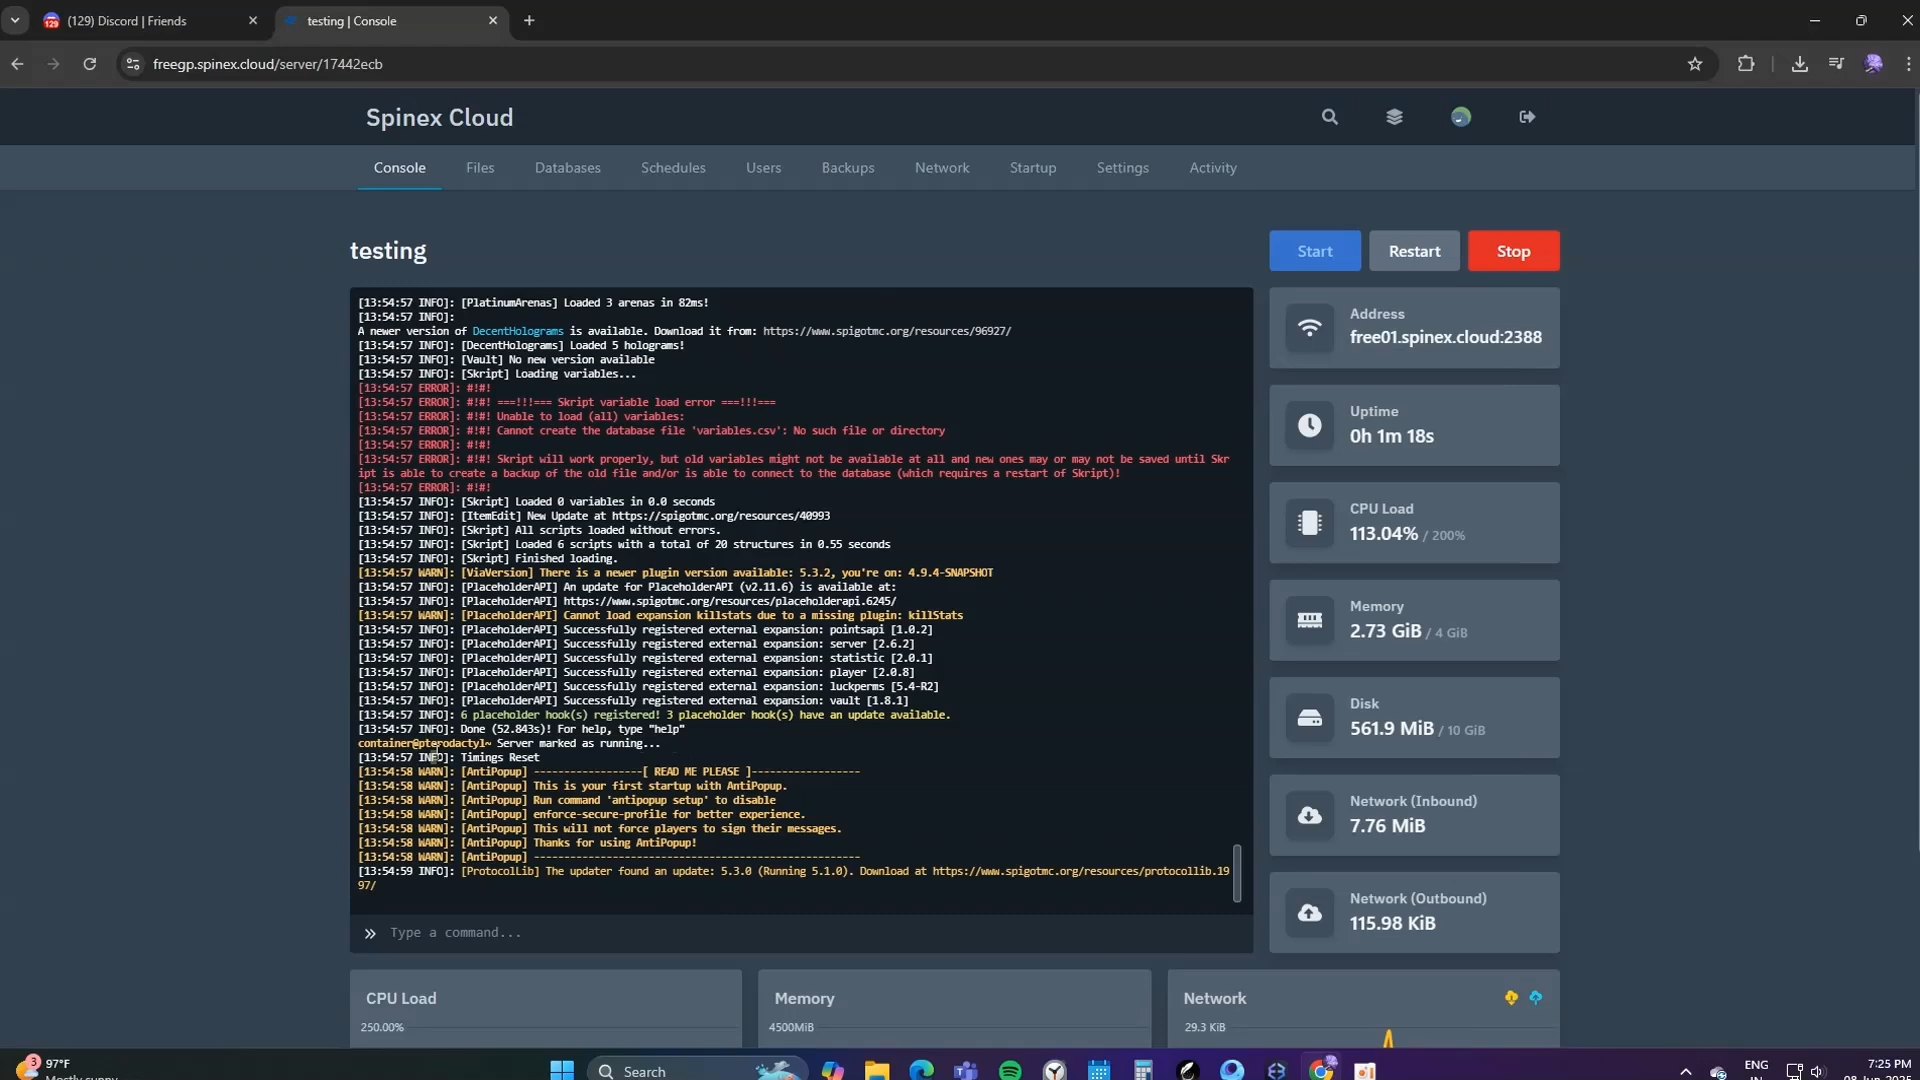 (129) Discord | Friends
testing | Console
freegp.spinex.cloud/server/17442ecb
Spinex Cloud
Console
Files
Databases
Schedules
Users
Backups
Network
Startup
Settings
Activity
testing
Start
Restart
Stop
[13:54:57 INFO]: [PlatinumArenas] Loaded 3 arenas in 82ms!
[13:54:57 INFO]:
A newer version of DecentHolograms is available. Download it from: https://www.spigotmc.org/resources/96927/
[13:54:57 INFO]: [DecentHolograms] Loaded 5 holograms!
[13:54:57 INFO]: [Vault] No new version available
[13:54:57 INFO]: [Skript] Loading variables...
[13:54:57 ERROR]: #!#!
[13:54:57 ERROR]: #!#! ===!!!=== Skript variable load error ===!!!===
[13:54:57 ERROR]: #!#! Unable to load (all) variables:
[13:54:57 ERROR]: #!#! Cannot create the database file 'variables.csv': No such file or directory
[13:54:57 ERROR]: #!#!
[13:54:57 ERROR]: #!#! Skript will work properly, but old variables might not be available at all and new ones may or may not be saved until Skr
ipt is able to create a backup of the old file and/or is able to connect to the database (which requires a restart of Skript)!
[13:54:57 ERROR]: #!#!
[13:54:57 INFO]: [Skript] Loaded 0 variables in 0.0 seconds
[13:54:57 INFO]: [ItemEdit] New Update at https://spigotmc.org/resources/40993
[13:54:57 INFO]: [Skript] All scripts loaded without errors.
[13:54:57 INFO]: [Skript] Loaded 6 scripts with a total of 20 structures in 0.55 seconds
[13:54:57 INFO]: [Skript] Finished loading.
[13:54:57 WARN]: [ViaVersion] There is a newer plugin version available: 5.3.2, you're on: 4.9.4-SNAPSHOT
[13:54:57 INFO]: [PlaceholderAPI] An update for PlaceholderAPI (v2.11.6) is available at:
[13:54:57 INFO]: [PlaceholderAPI] https://www.spigotmc.org/resources/placeholderapi.6245/
[13:54:57 WARN]: [PlaceholderAPI] Cannot load expansion killstats due to a missing plugin: killStats
[13:54:57 INFO]: [PlaceholderAPI] Successfully registered external expansion: pointsapi [1.0.2]
[13:54:57 INFO]: [PlaceholderAPI] Successfully registered external expansion: server [2.6.2]
[13:54:57 INFO]: [PlaceholderAPI] Successfully registered external expansion: statistic [2.0.1]
[13:54:57 INFO]: [PlaceholderAPI] Successfully registered external expansion: player [2.0.8]
[13:54:57 INFO]: [PlaceholderAPI] Successfully registered external expansion: luckperms [5.4-R2]
[13:54:57 INFO]: [PlaceholderAPI] Successfully registered external expansion: vault [1.8.1]
[13:54:57 INFO]: 6 placeholder hook(s) registered! 3 placeholder hook(s) have an update available.
[13:54:57 INFO]: Done (52.843s)! For help, type "help"
container@pterodactyl~ Server marked as running...
[13:54:57 INFO]: Timings Reset
[13:54:58 WARN]: [AntiPopup] ------------------[ READ ME PLEASE ]------------------
[13:54:58 WARN]: [AntiPopup] This is your first startup with AntiPopup.
[13:54:58 WARN]: [AntiPopup] Run command 'antipopup setup' to disable
[13:54:58 WARN]: [AntiPopup] enforce-secure-profile for better experience.
[13:54:58 WARN]: [AntiPopup] This will not force players to sign their messages.
[13:54:58 WARN]: [AntiPopup] Thanks for using AntiPopup!
[13:54:58 WARN]: [AntiPopup] ------------------------------------------------------
[13:54:59 INFO]: [ProtocolLib] The updater found an update: 5.3.0 (Running 5.1.0). Download at https://www.spigotmc.org/resources/protocollib.19
97/
Type a command...
Address
free01.spinex.cloud:2388
Uptime
0h 1m 18s
CPU Load
113.04% / 200%
Memory
2.73 GiB / 4 GiB
Disk
561.9 MiB / 10 GiB
Network (Inbound)
7.76 MiB
Network (Outbound)
115.98 KiB
CPU Load
250.00%
Memory
4500MiB
Network
29.3 KiB
3
97°F
Mostly sunny
Search
ENG
IN
7:25 PM